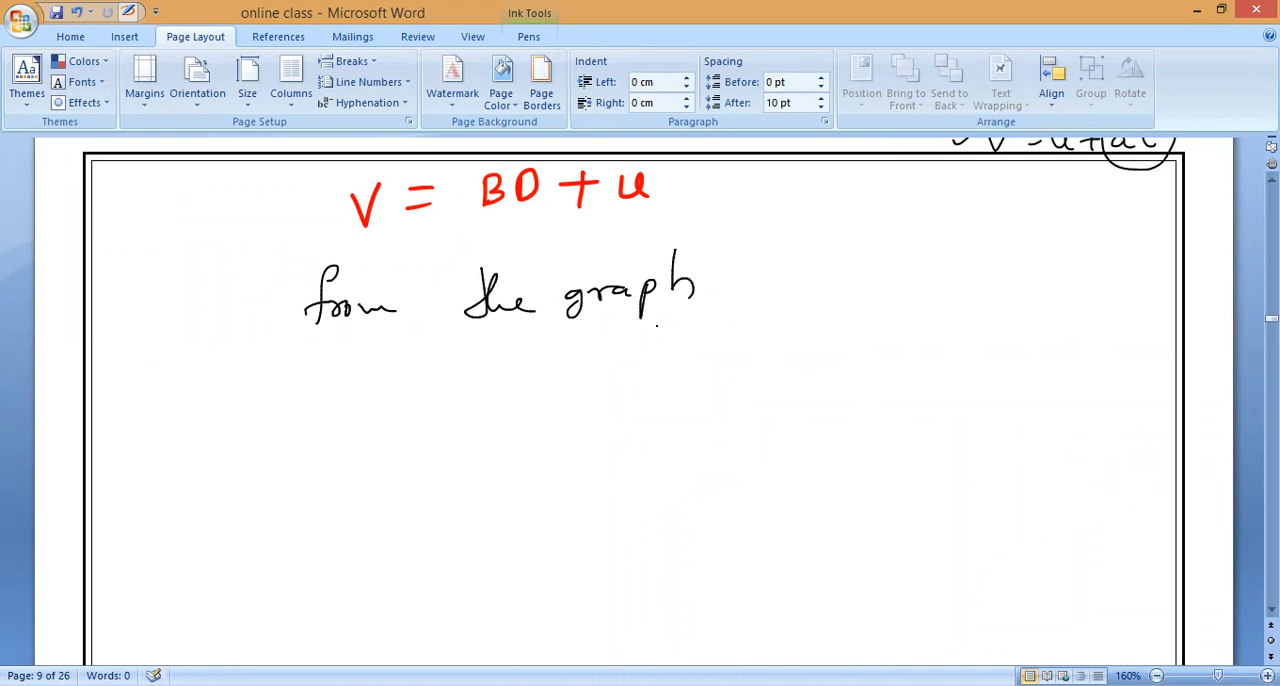 online class - Microsoft Word
Ink Tools
Home Insert Page Layout References Mailings Review View Pens
Themes
Colors
Fonts
Effects
Themes
Margins Orientation Size Columns
Breaks
Line Numbers
Hyphenation
Page Setup
Watermark Page Color Page Borders
Page Background
Indent
Left: 0 cm
Right: 0 cm
Spacing
Before: 0 pt
After: 10 pt
Paragraph
Position Bring to Front Send to Back Text Wrapping Align Group Rotate
Arrange
V = BD + u
from the graph
Page: 9 of 26 Words: 0 160%